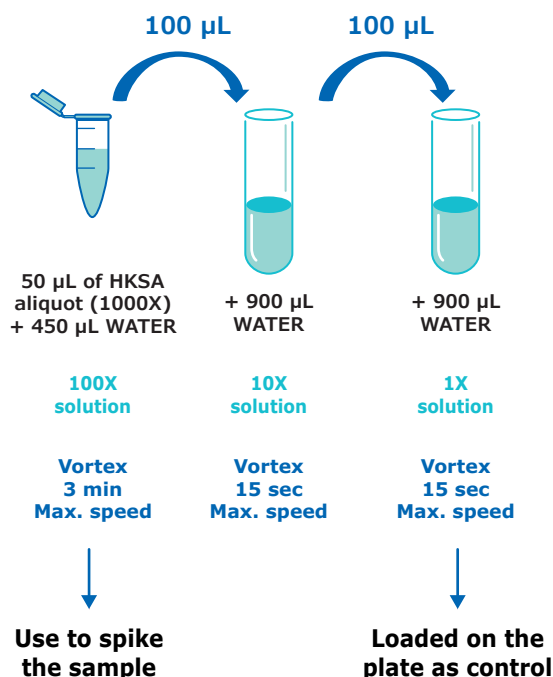 100 µL
100 µL
50 µL of HKSA
aliquot (1000X)
+ 450 µL WATER
+ 900 µL
WATER
+ 900 µL
WATER
100X
solution
10X
solution
1X
solution
Vortex
3 min
Max. speed
Vortex
15 sec
Max. speed
Vortex
15 sec
Max. speed
Use to spike
the sample
Loaded on the
plate as control